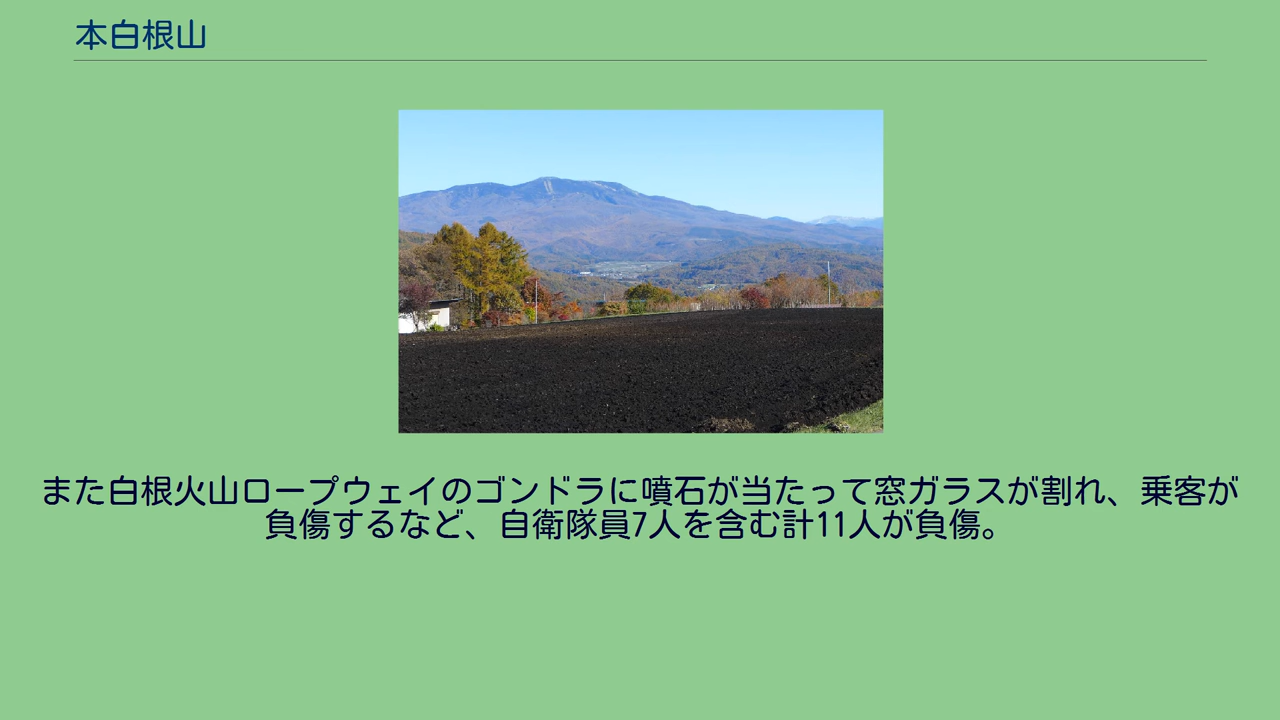 本白根山
また白根火山ロープウェイのゴンドラに噴石が当たって窓ガラスが割れ、乗客が
負傷するなど、自衛隊員7人を含む計11人が負傷。